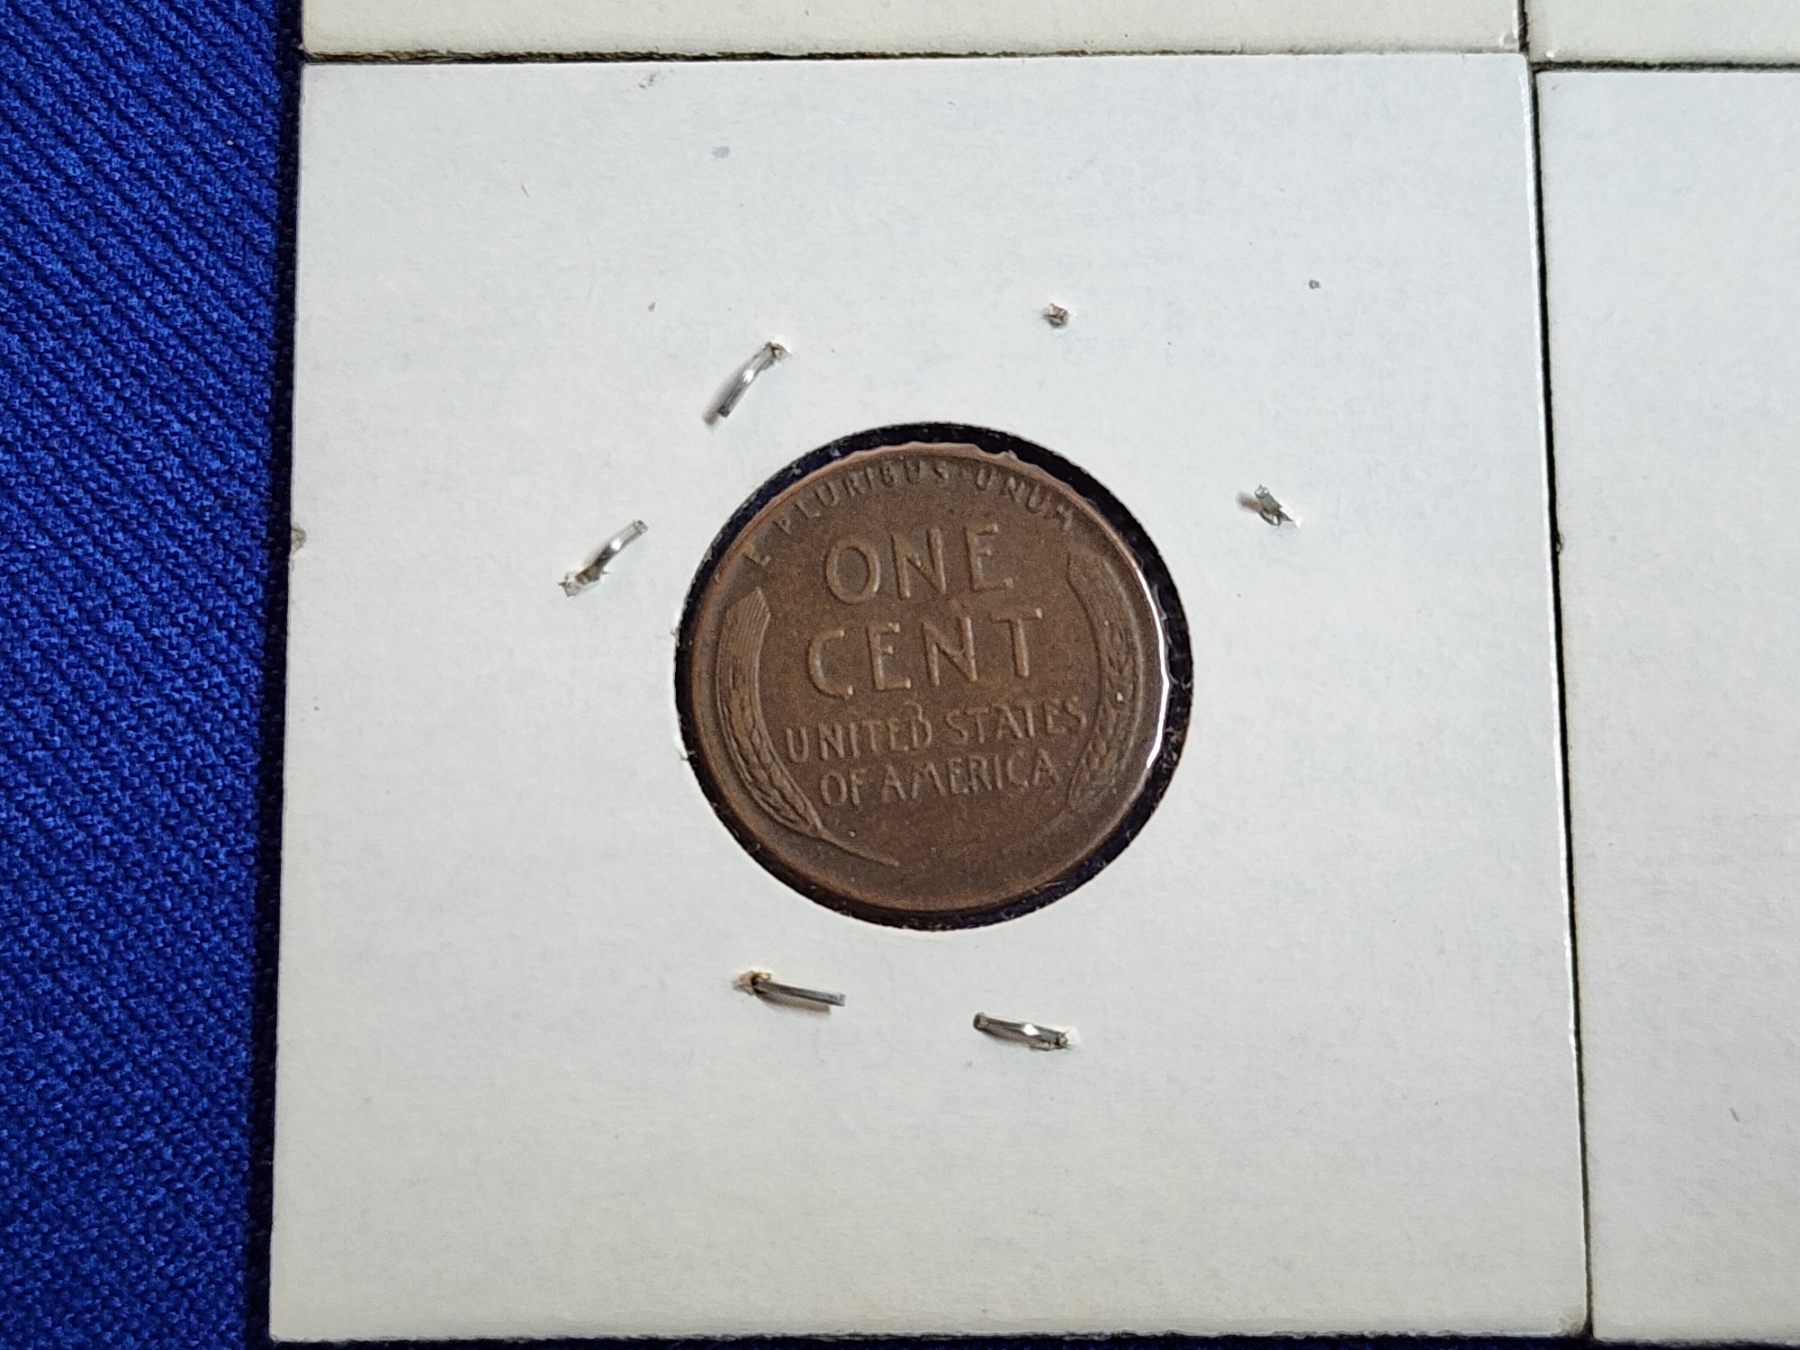 E PLURIBUS·UNUM
ONE
CENT
UNITED STATES
OF AMERICA